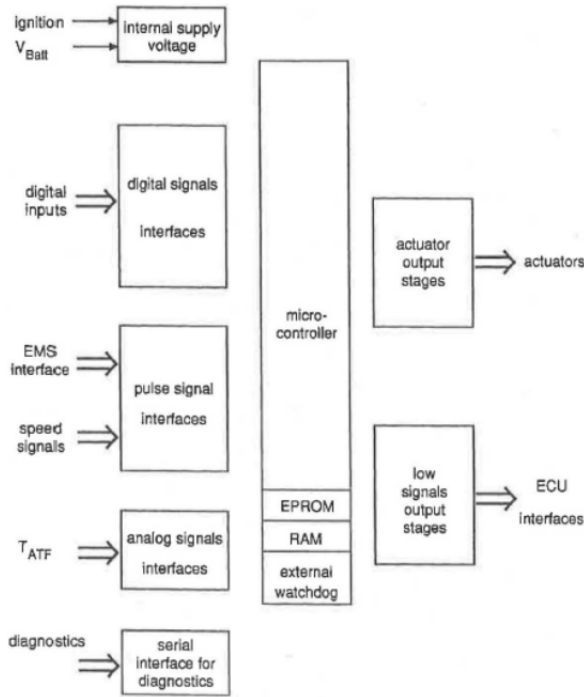 ignition
V_Batt
internal supply
voltage
digital
inputs
digital signals
interfaces
EMS
interface
speed
signals
pulse signal
interfaces
T_ATF
analog signals
interfaces
diagnostics
serial
interface for
diagnostics
micro-
controller
EPROM
RAM
external
watchdog
actuator
output
stages
actuators
low
signals
output
stages
ECU
interfaces